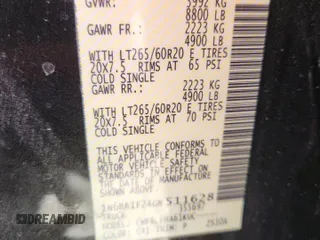 GVWR: 3992 KG
8800 LB
GAWR FR.: 2223 KG
4900 LB
WITH LT265/60R20 E TIRES
20X7.5 RIMS AT 65 PSI
COLD SINGLE
GAWR RR.: 2223 KG
4900 LB
WITH LT265/60R20 E TIRES
20X7.5 RIMS AT 70 PSI
COLD SINGLE
THIS VEHICLE CONFORMS TO
ALL APPLICABLE FEDERAL
MOTOR VEHICLE SAFETY
STANDARDS IN EFFECT ON
THE DATE OF MANUFACTURE
SHOWN ABOVE.
511628
TRUCK
DREAMBID